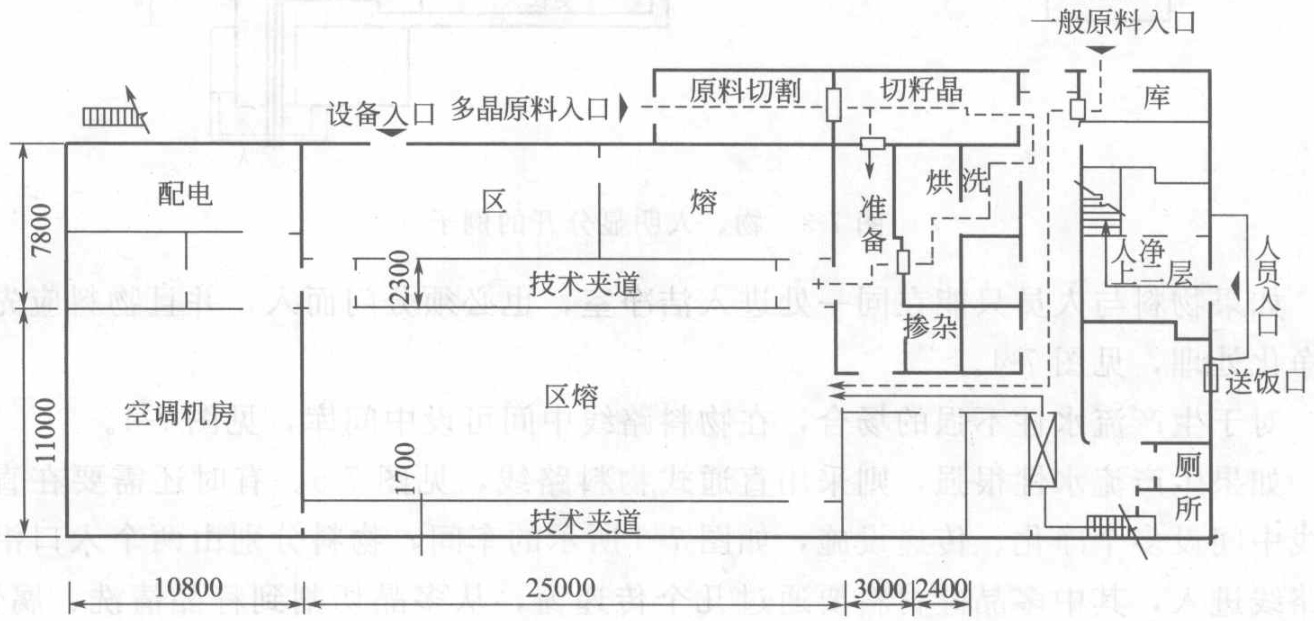 一般原料入口
设备入口
多晶原料入口
原料切割
切籽晶
库
配电
区
熔
烘
洗
准备
人净
上二层
人员入口
7800
2300
技术夹道
掺杂
送饭口
空调机房
区熔
11000
1700
厕所
技术夹道
10800
25000
3000
2400